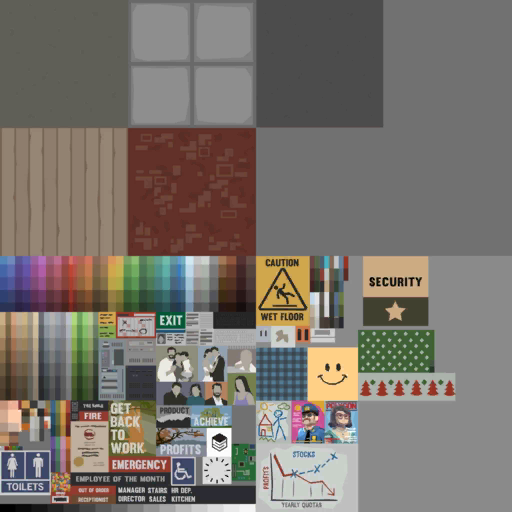 CAUTION
WET FLOOR
SECURITY
EXIT
FIRE
GET
BACK
TO
WORK
PRODUCT
ACHIEVE
PROFITS
EMERGENCY
TOILETS
EMPLOYEE OF THE MONTH
OUT OF ORDER
RECEPTIONIST
MANAGER STAIRS HR DEP.
DIRECTOR SALES KITCHEN
STOCKS
PROFITS
YEARLY QUOTAS